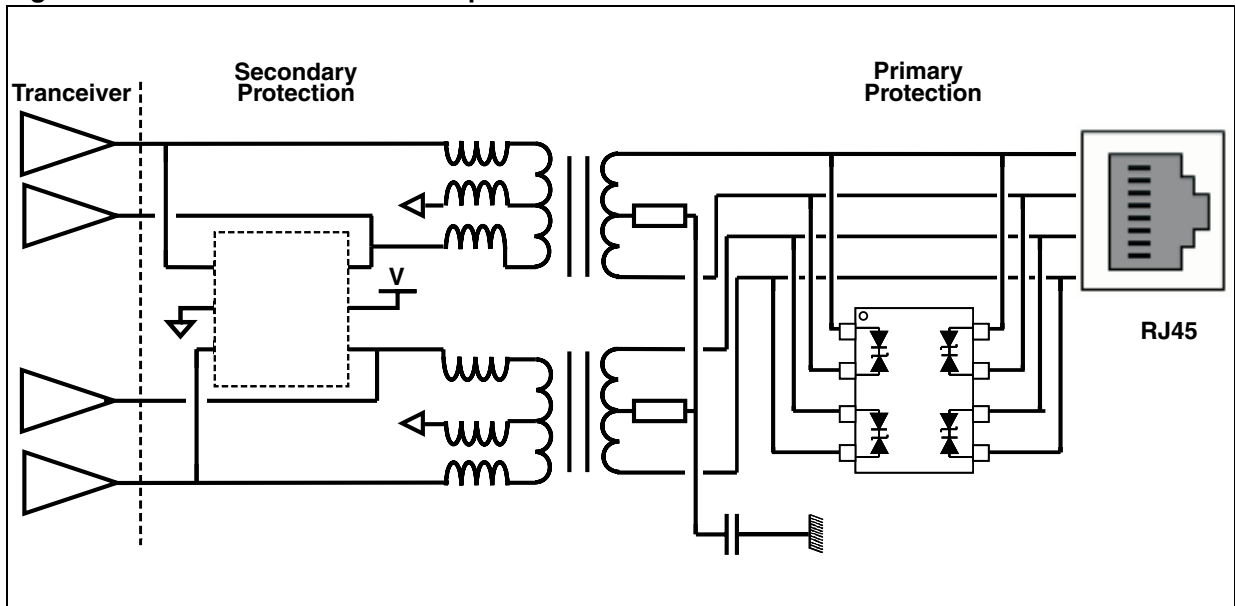 Tranceiver
Secondary
Protection
Primary
Protection
V
RJ45